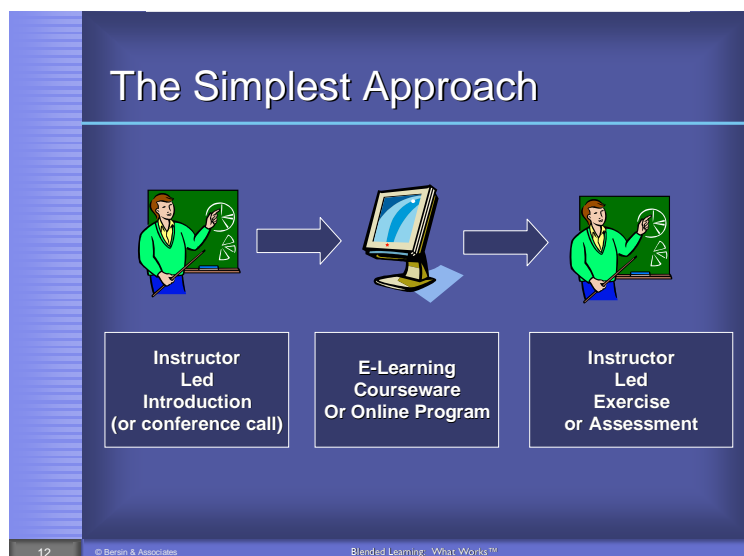 The Simplest Approach
Instructor
Led
Introduction
(or conference call)
E-Learning
Courseware
Or Online Program
Instructor
Led
Exercise
or Assessment
12
© Bersin & Associates
Blended Learning: What Works™